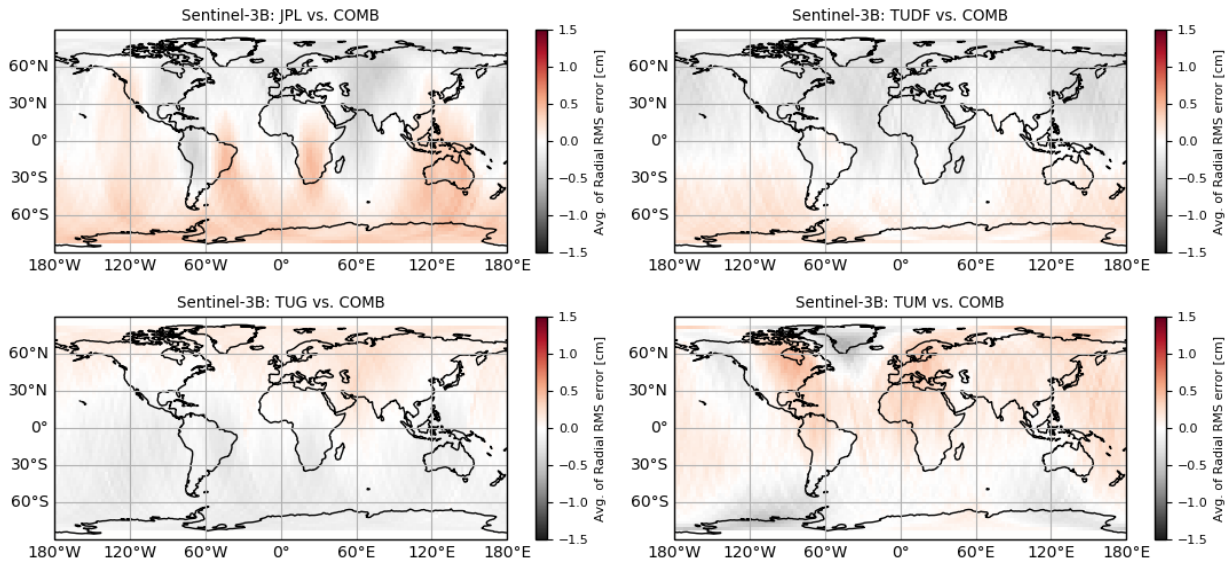 Sentinel-3B: JPL vs. COMB
60°N
30°N
0°
30°S
60°S
180°W 120°W 60°W 0° 60°E 120°E 180°E
1.5
1.0
0.5
0.0
−0.5
−1.0
−1.5
Avg. of Radial RMS error [cm]
Sentinel-3B: TUDF vs. COMB
60°N
30°N
0°
30°S
60°S
180°W 120°W 60°W 0° 60°E 120°E 180°E
1.5
1.0
0.5
0.0
−0.5
−1.0
−1.5
Avg. of Radial RMS error [cm]
Sentinel-3B: TUG vs. COMB
60°N
30°N
0°
30°S
60°S
180°W 120°W 60°W 0° 60°E 120°E 180°E
1.5
1.0
0.5
0.0
−0.5
−1.0
−1.5
Avg. of Radial RMS error [cm]
Sentinel-3B: TUM vs. COMB
60°N
30°N
0°
30°S
60°S
180°W 120°W 60°W 0° 60°E 120°E 180°E
1.5
1.0
0.5
0.0
−0.5
−1.0
−1.5
Avg. of Radial RMS error [cm]